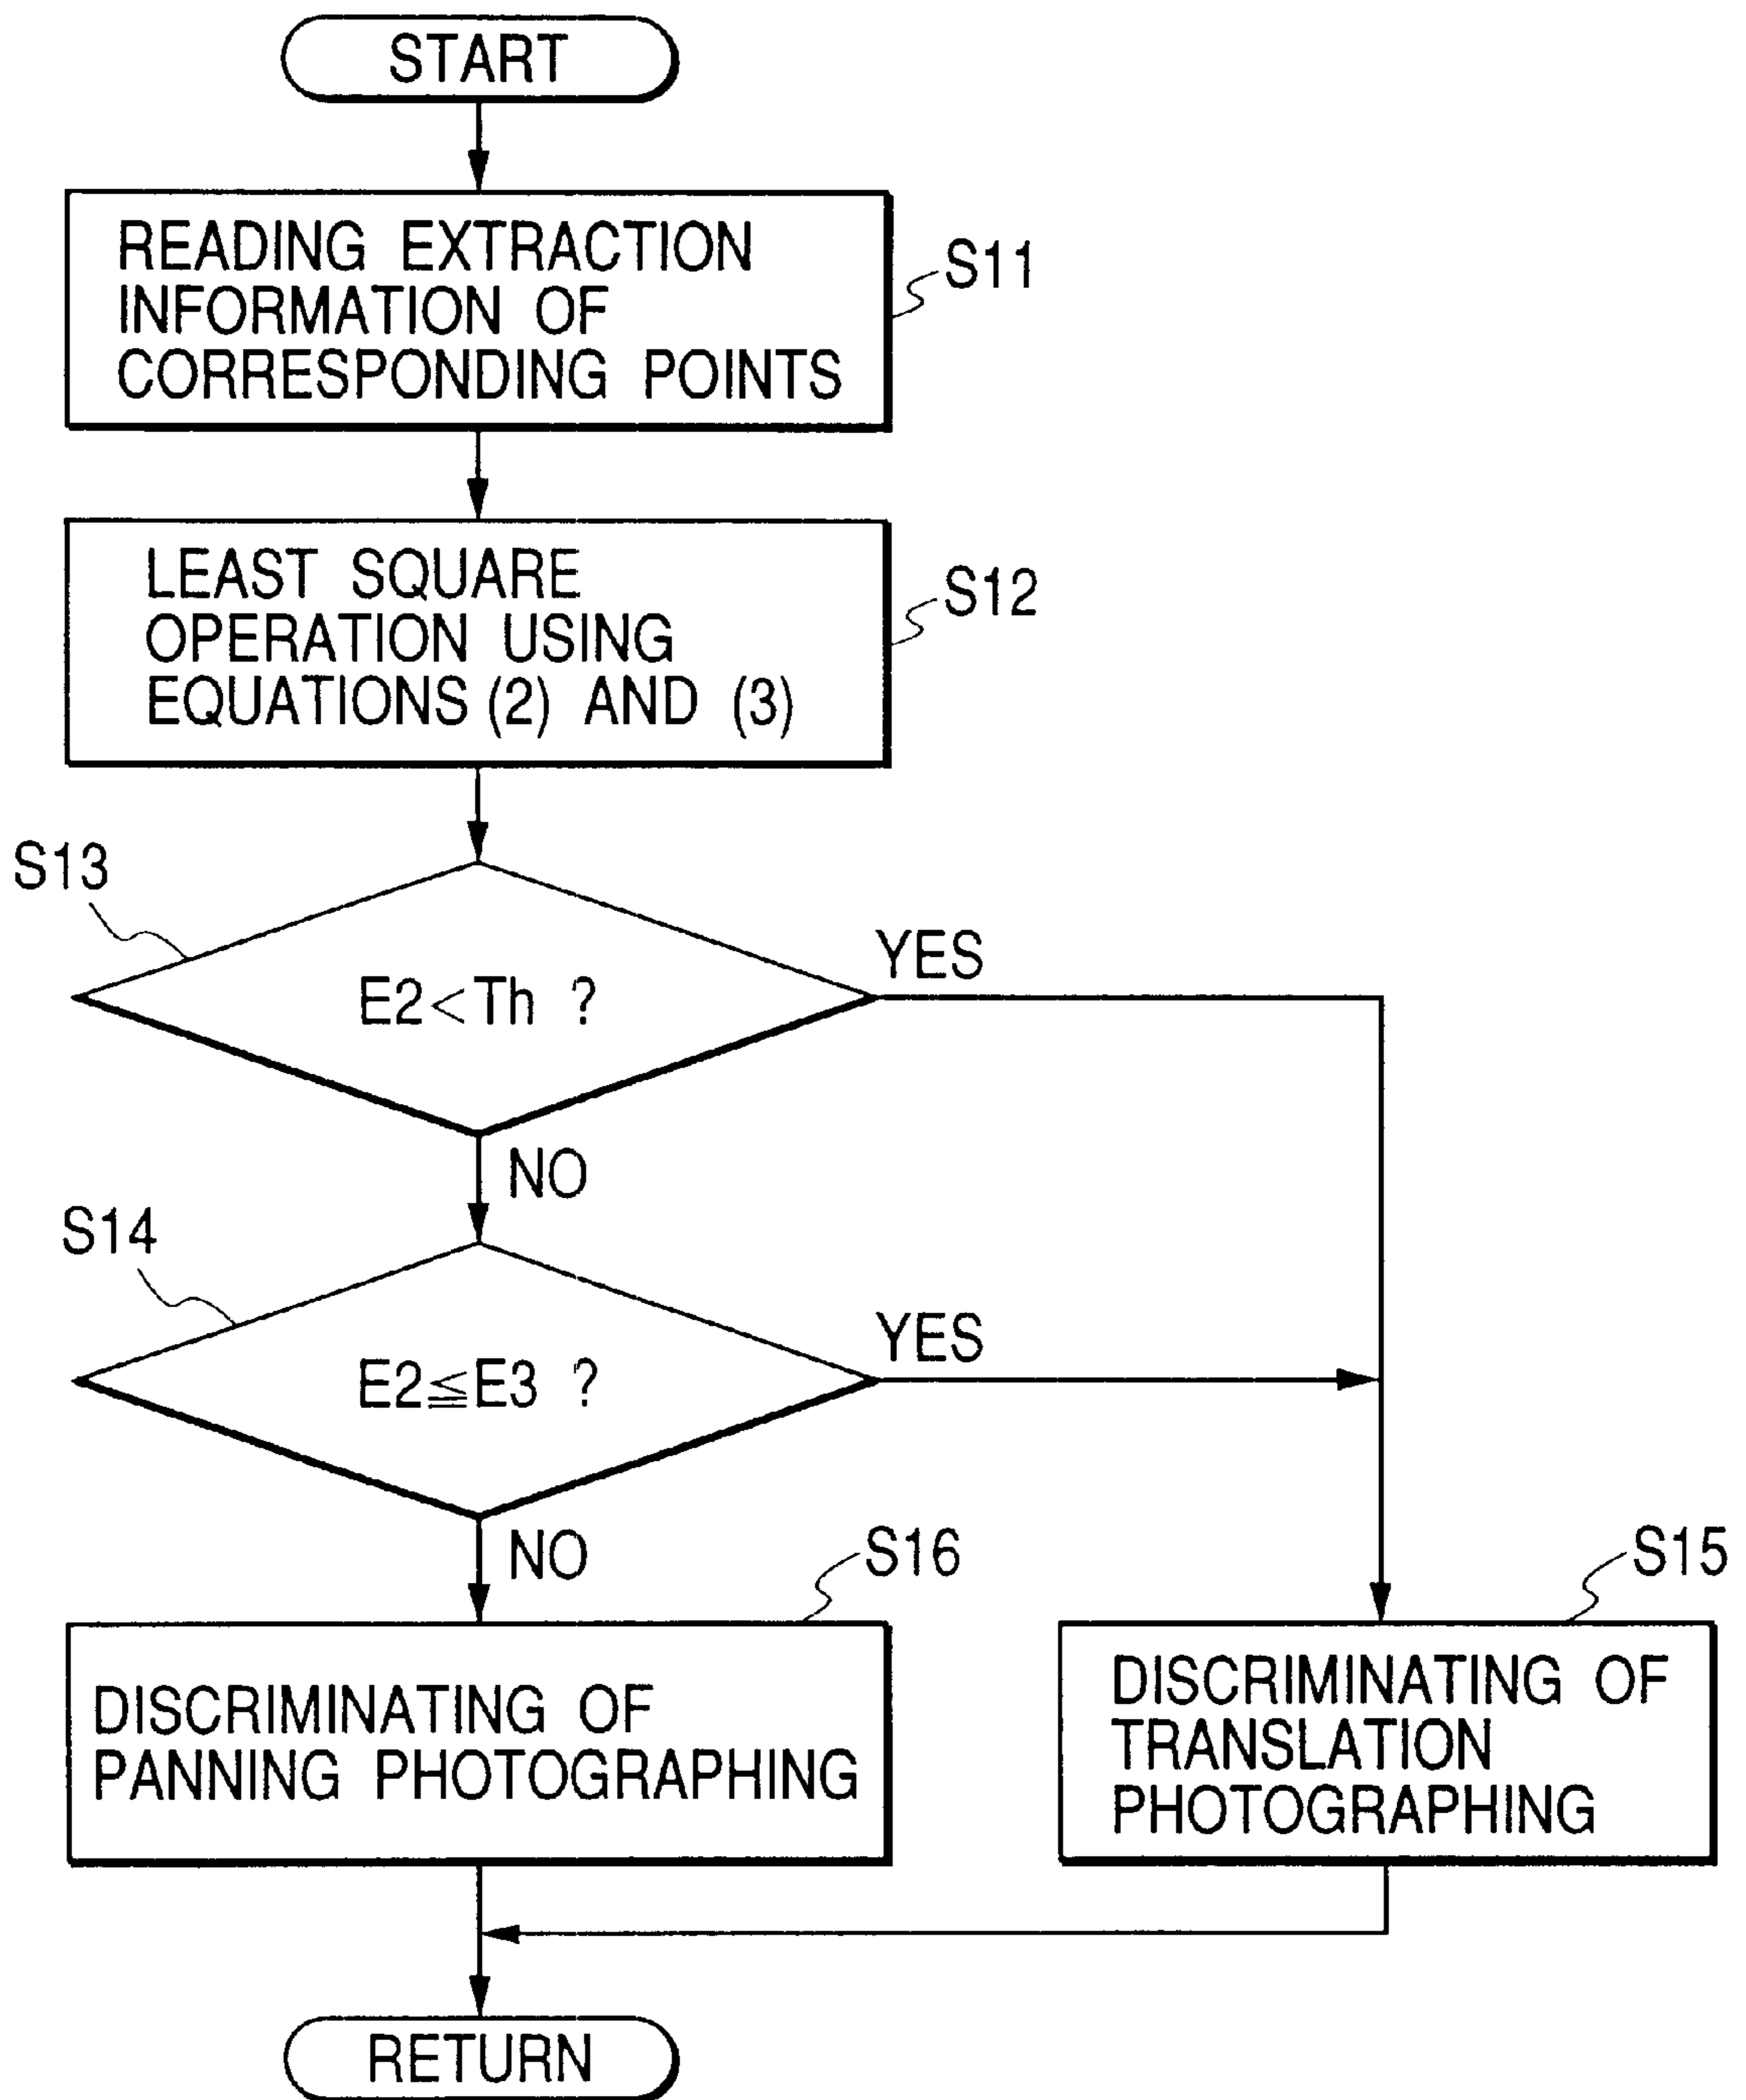 START
READING EXTRACTION
INFORMATION OF
CORRESPONDING POINTS
S11
LEAST SQUARE
OPERATION USING
EQUATIONS (2) AND (3)
S12
S13
E2<Th ?
YES
NO
S14
E2≦E3 ?
YES
NO
S16
DISCRIMINATING OF
PANNING PHOTOGRAPHING
S15
DISCRIMINATING OF
TRANSLATION
PHOTOGRAPHING
RETURN